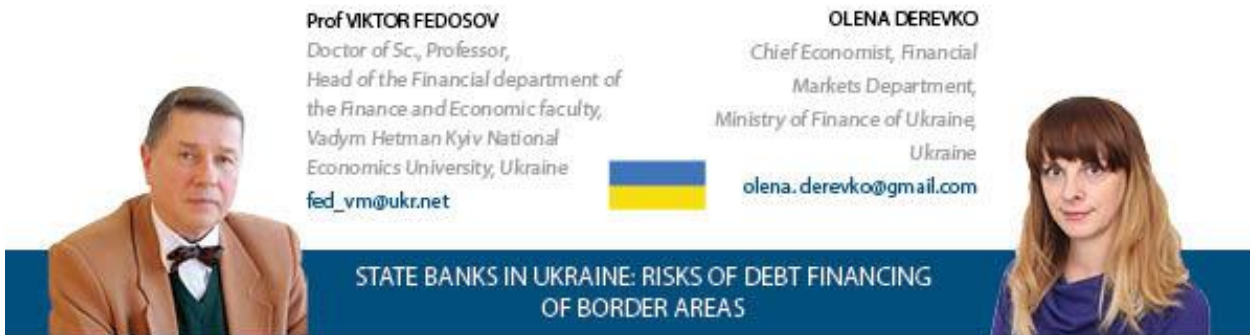 Prof VIKTOR FEDOSOV
Doctor of Sc., Professor,
Head of the Financial department of
the Finance and Economic faculty,
Vadym Hetman Kyiv National
Economics University, Ukraine
fed_vm@ukr.net
OLENA DEREVKO
Chief Economist, Financial
Markets Department,
Ministry of Finance of Ukraine,
Ukraine
olena.derevko@gmail.com
STATE BANKS IN UKRAINE: RISKS OF DEBT FINANCING
OF BORDER AREAS